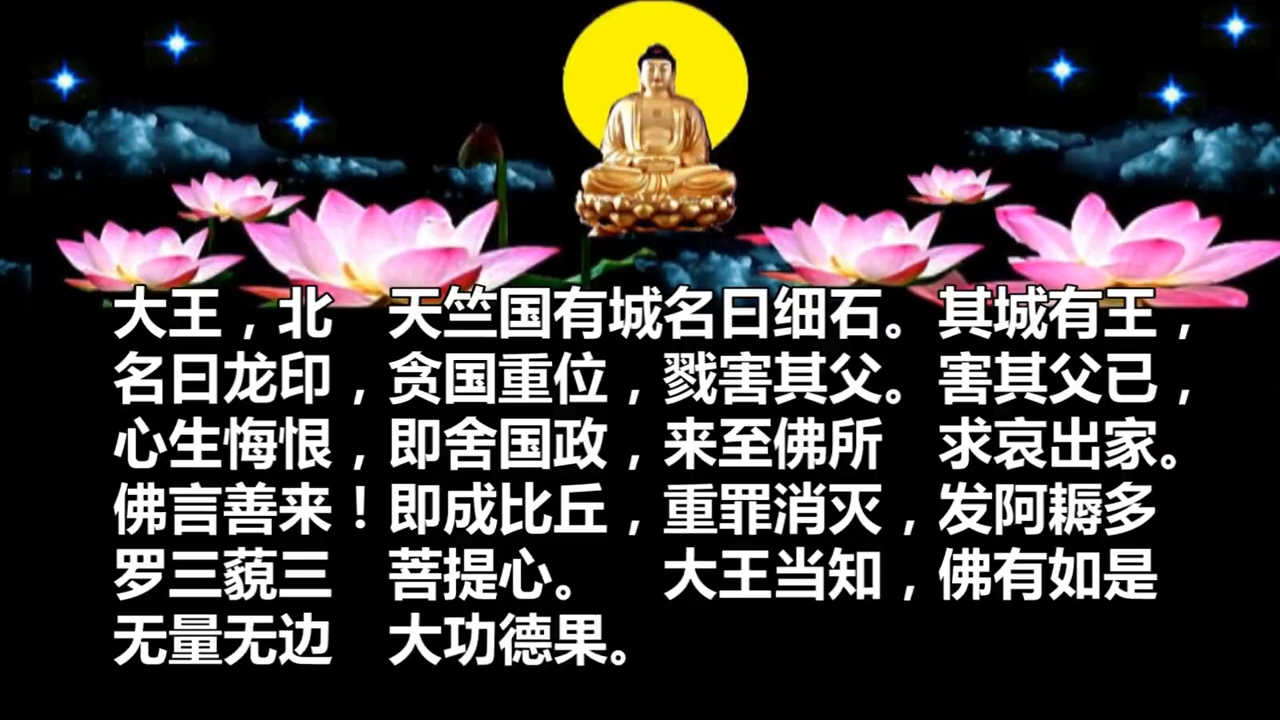 大王，北　天竺国有城名曰细石。其城有王，
名曰龙印，贪国重位，戮害其父。害其父已，
心生悔恨，即舍国政，来至佛所　求哀出家。
佛言善来！即成比丘，重罪消灭，发阿耨多
罗三藐三　菩提心。　大王当知，佛有如是
无量无边　大功德果。